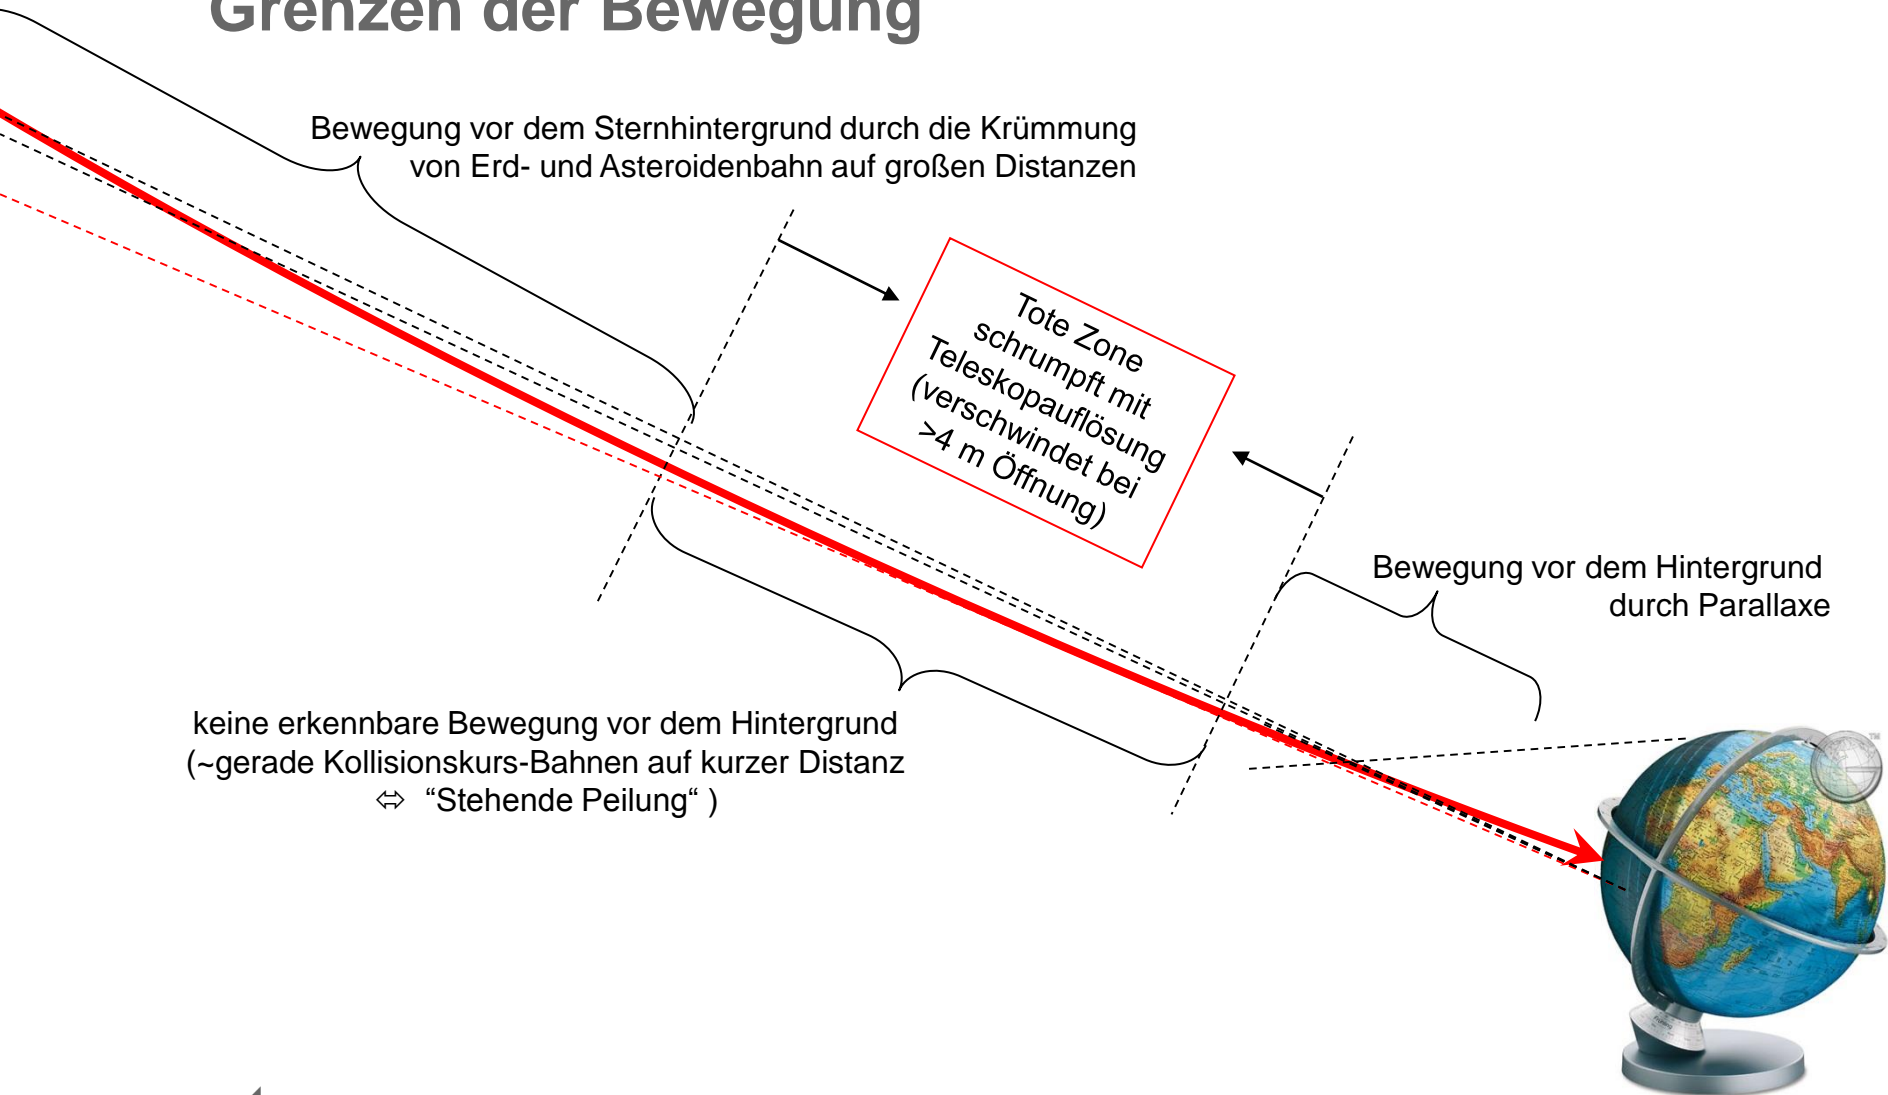 Grenzen der Bewegung
Bewegung vor dem Sternhintergrund durch die Krümmung
von Erd- und Asteroidenbahn auf großen Distanzen
Tote Zone
schrumpft mit
Teleskopauflösung
(verschwindet bei
>4 m Öffnung)
Bewegung vor dem Hintergrund
durch Parallaxe
keine erkennbare Bewegung vor dem Hintergrund
(~gerade Kollisionskurs-Bahnen auf kurzer Distanz
⇔ “Stehende Peilung“ )
TM